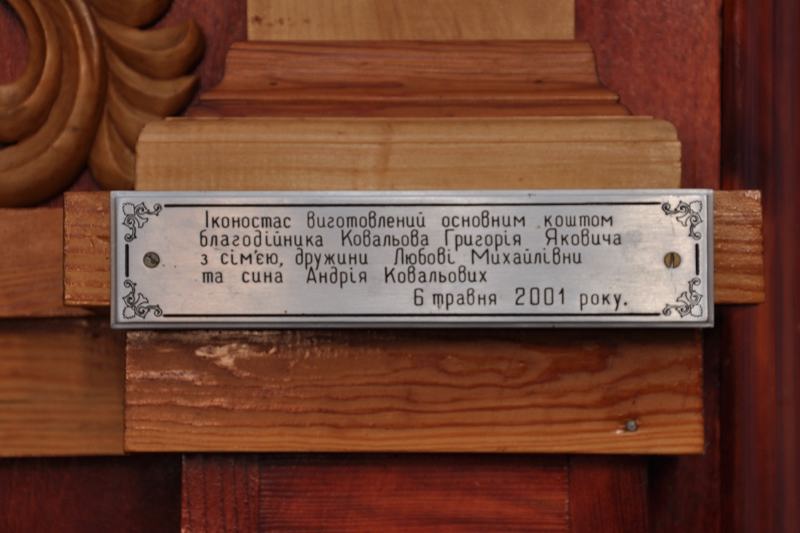 Іконостас виготовлений основним коштом
благодійника Ковальова Григорія Яковича
з сім'єю, дружини Любові Михайлівни
та сина Андрія Ковальових
6 травня 2001 року.